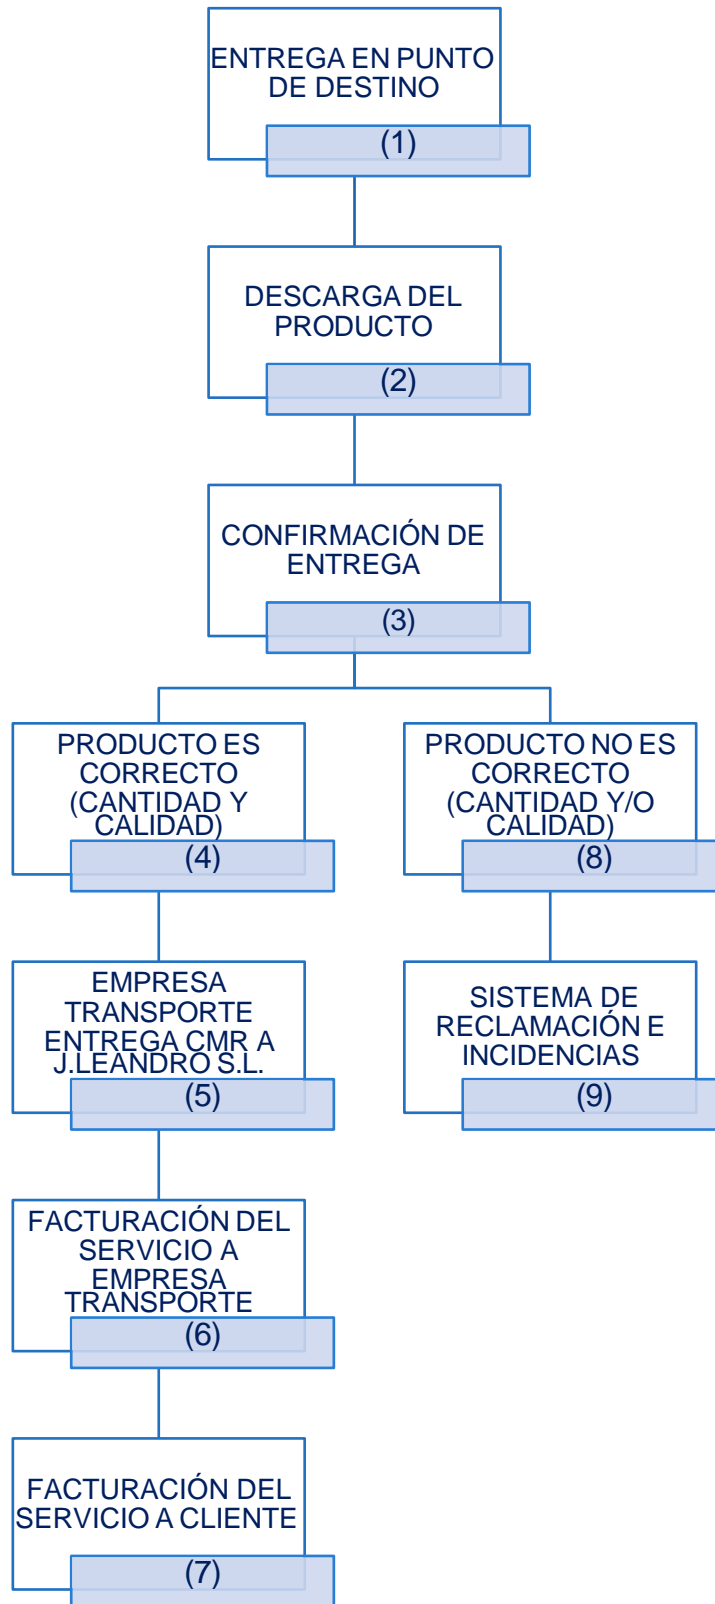 ENTREGA EN PUNTO
DE DESTINO
(1)
DESCARGA DEL
PRODUCTO
(2)
CONFIRMACIÓN DE
ENTREGA
(3)
PRODUCTO ES
CORRECTO
(CANTIDAD Y
CALIDAD)
(4)
PRODUCTO NO ES
CORRECTO
(CANTIDAD Y/O
CALIDAD)
(8)
EMPRESA
TRANSPORTE
ENTREGA CMR A
J.LEANDRO S.L.
(5)
SISTEMA DE
RECLAMACIÓN E
INCIDENCIAS
(9)
FACTURACIÓN DEL
SERVICIO A
EMPRESA
TRANSPORTE
(6)
FACTURACIÓN DEL
SERVICIO A CLIENTE
(7)